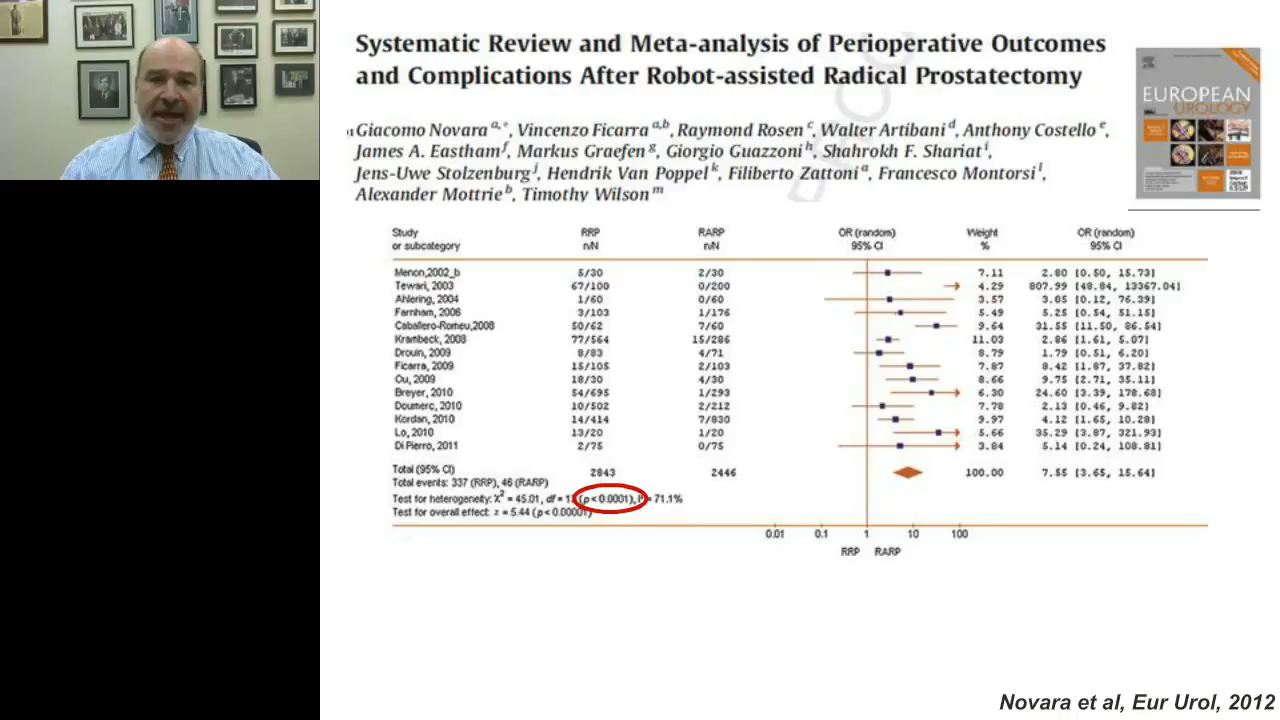 Systematic Review and Meta-analysis of Perioperative Outcomes
and Complications After Robot-assisted Radical Prostatectomy
EUROPEAN
UROLOGY
Giacomo Novara a,*, Vincenzo Ficarra a,b, Raymond Rosen c, Walter Artibani d, Anthony Costello e,
James A. Eastham f, Markus Graefen g, Giorgio Guazzoni h, Shahrokh F. Shariat i,
Jens-Uwe Stolzenburg j, Hendrik Van Poppel k, Filiberto Zattoni a, Francesco Montorsi l,
Alexander Mottrie b, Timothy Wilson m
Study RRP RARP OR (random) Weight OR (random)
or subcategory n/N n/N 95% CI % 95% CI
Menon,2002_b 5/30 2/30 7.11 2.80 [0.50, 15.73]
Tewari, 2003 67/100 0/200 4.29 807.99 [48.84, 13367.04]
Ahlering, 2004 1/60 0/60 3.57 3.05 [0.12, 76.39]
Farnham, 2006 3/103 1/176 5.49 5.25 [0.54, 51.15]
Caballero-Romeu,2008 50/62 7/60 9.64 31.55 [11.50, 86.54]
Krambeck, 2008 77/564 15/286 11.03 2.86 [1.61, 5.07]
Drouin, 2009 8/83 4/71 8.79 1.79 [0.51, 6.20]
Ficarra, 2009 15/105 2/103 7.87 8.42 [1.87, 37.82]
Ou, 2009 18/30 4/30 8.66 9.75 [2.71, 35.11]
Breyer, 2010 54/695 1/293 6.30 24.60 [3.39, 178.68]
Doumerc, 2010 10/502 2/212 7.78 2.13 [0.46, 9.82]
Kordan, 2010 14/414 7/830 9.97 4.12 [1.65, 10.28]
Lo, 2010 13/20 1/20 5.66 35.29 [3.87, 321.93]
Di Pierro, 2011 2/75 0/75 3.84 5.14 [0.24, 108.81]
Total (95% CI) 2843 2446 100.00 7.55 [3.65, 15.64]
Total events: 337 (RRP), 46 (RARP)
Test for heterogeneity: χ² = 45.01, df = (p<0.0001), = 71.1%
Test for overall effect: z = 5.44 (p<0.00001)
0.01 0.1 1 10 100
RRP RARP
Novara et al, Eur Urol, 2012